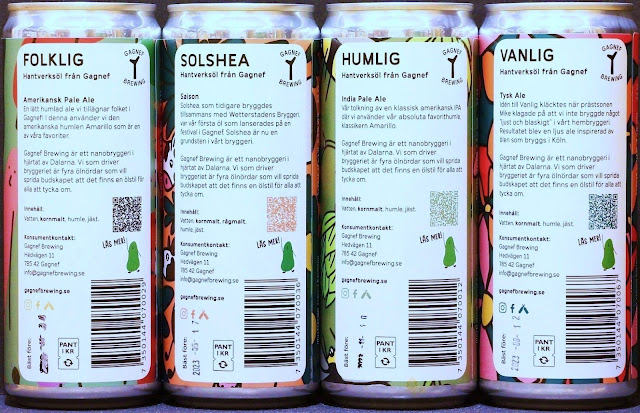 FOLKLIG
Hantverksöl från Gagnef
GAGNEF
BREWING
Amerikansk Pale Ale
En lätt humlad ale vi tillägnar folket i
Gagnef! I denna använder vi den
amerikanska humlen Amarillo som är en
av våra favoriter.
Gagnef Brewing är ett nanobryggeri i
hjärtat av Dalarna. Vi som driver
bryggeriet är fyra ölnördar som vill sprida
budskapet att det finns en ölstil för alla
att tycka om.
Innehåll:
Vatten, kornmalt, humle, jäst.
Konsumentkontakt:
Gagnef Brewing
Hedvägen 11
785 42 Gagnef
info@gagnefbrewing.se
LÄS MER!
gagnefbrewing.se
Bäst före:
PANT
1 KR
7 350144 070029
SOLSHEA
Hantverksöl från Gagnef
GAGNEF
BREWING
Saison
Solshea som tidigare bryggdes
tillsammans med Wetterstadens Bryggeri,
var vår första öl som lanserades på en
festival i Gagnef. Solshea är nu en
grundsten i vårt bryggeri.
Gagnef Brewing är ett nanobryggeri i
hjärtat av Dalarna. Vi som driver
bryggeriet är fyra ölnördar som vill sprida
budskapet att det finns en ölstil för alla att
tycka om.
Innehåll:
Vatten, kornmalt, rågmalt,
humle, jäst.
Konsumentkontakt:
Gagnef Brewing
Hedvägen 11
785 42 Gagnef
info@gagnefbrewing.se
LÄS MER!
gagnefbrewing.se
Bäst före:
PANT
1 KR
7 350144 070036
HUMLIG
Hantverksöl från Gagnef
GAGNEF
BREWING
India Pale Ale
Vår tolkning av en klassisk amerikansk IPA
där vi använder vår absoluta favorithumle,
klassikern Amarillo.
Gagnef Brewing är ett nanobryggeri i
hjärtat av Dalarna. Vi som driver
bryggeriet är fyra ölnördar som vill sprida
budskapet att det finns en ölstil för alla att
tycka om.
Innehåll:
Vatten, kornmalt, humle, jäst.
Konsumentkontakt:
Gagnef Brewing
Hedvägen 11
785 42 Gagnef
info@gagnefbrewing.se
LÄS MER!
gagnefbrewing.se
Bäst före:
PANT
1 KR
7 350144 070012
VANLIG
Hantverksöl från Gagnef
GAGNEF
BREWING
Tysk Ale
Idén till Vanlig kläcktes när prästsonen
Mike klagade på att vi inte bryggde något
"ljust och blaskigt" i vårt hembryggeri.
Resultatet blev en ljus ale inspirerad av
öl som bryggs i Köln.
Gagnef Brewing är ett nanobryggeri i
hjärtat av Dalarna. Vi som driver
bryggeriet är fyra ölnördar som vill sprida
budskapet att det finns en ölstil för alla att
tycka om.
Innehåll:
Vatten, kornmalt, humle, jäst.
Konsumentkontakt:
Gagnef Brewing
Hedvägen 11
785 42 Gagnef
info@gagnefbrewing.se
LÄS MER!
gagnefbrewing.se
Bäst före:
PANT
1 KR
7 350144 070067